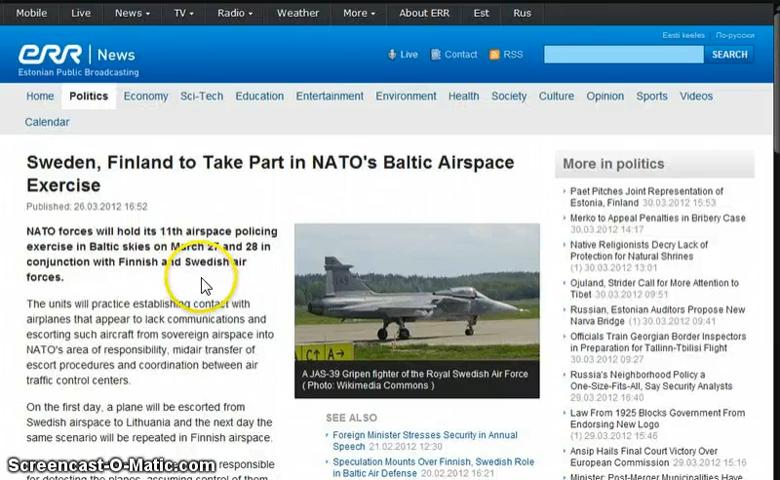 Mobile Live News TV Radio Weather More About ERR Est Rus
Eesti keeles По-русски
ERR News
Estonian Public Broadcasting
Live Contact RSS SEARCH
Home Politics Economy Sci-Tech Education Entertainment Environment Health Society Culture Opinion Sports Videos
Calendar
Sweden, Finland to Take Part in NATO's Baltic Airspace
Exercise
Published: 26.03.2012 16:52
NATO forces will hold its 11th airspace policing
exercise in Baltic skies on March 27 and 28 in
conjunction with Finnish and Swedish air
forces.
The units will practice establishing contact with
airplanes that appear to lack communications and
escorting such aircraft from sovereign airspace into
NATO's area of responsibility, midair transfer of
escort procedures and coordination between air
traffic control centers.
On the first day, a plane will be escorted from
Swedish airspace to Lithuania and the next day the
same scenario will be repeated in Finnish airspace.
responsible
C↑ A→
A JAS-39 Gripen fighter of the Royal Swedish Air Force
( Photo: Wikimedia Commons )
SEE ALSO
Foreign Minister Stresses Security in Annual
Speech 21.02.2012 12:30
Speculation Mounts Over Finnish, Swedish Role
in Baltic Air Defense 20.02.2012 16:21
More in politics
Paet Pitches Joint Representation of
Estonia, Finland 30.03.2012 15:53
Merko to Appeal Penalties in Bribery Case
30.03.2012 14:17
Native Religionists Decry Lack of
Protection for Natural Shrines
(1) 30.03.2012 13:01
Ojuland, Strider Call for More Attention to
Tibet 30.03.2012 09:51
Russian, Estonian Auditors Propose New
Narva Bridge (1) 30.03.2012 09:41
Officials Train Georgian Border Inspectors
in Preparation for Tallinn-Tbilisi Flight
30.03.2012 09:27
Russia's Neighborhood Policy a
One-Size-Fits-All, Say Security Analysts
29.03.2012 16:40
Law From 1925 Blocks Government From
Endorsing New Logo
(1) 29.03.2012 15:46
Ansip Hails Final Court Victory Over
European Commission 29.03.2012 15:16
Minister: Post-Merger Municipalities Have
Screencast-O-Matic.com